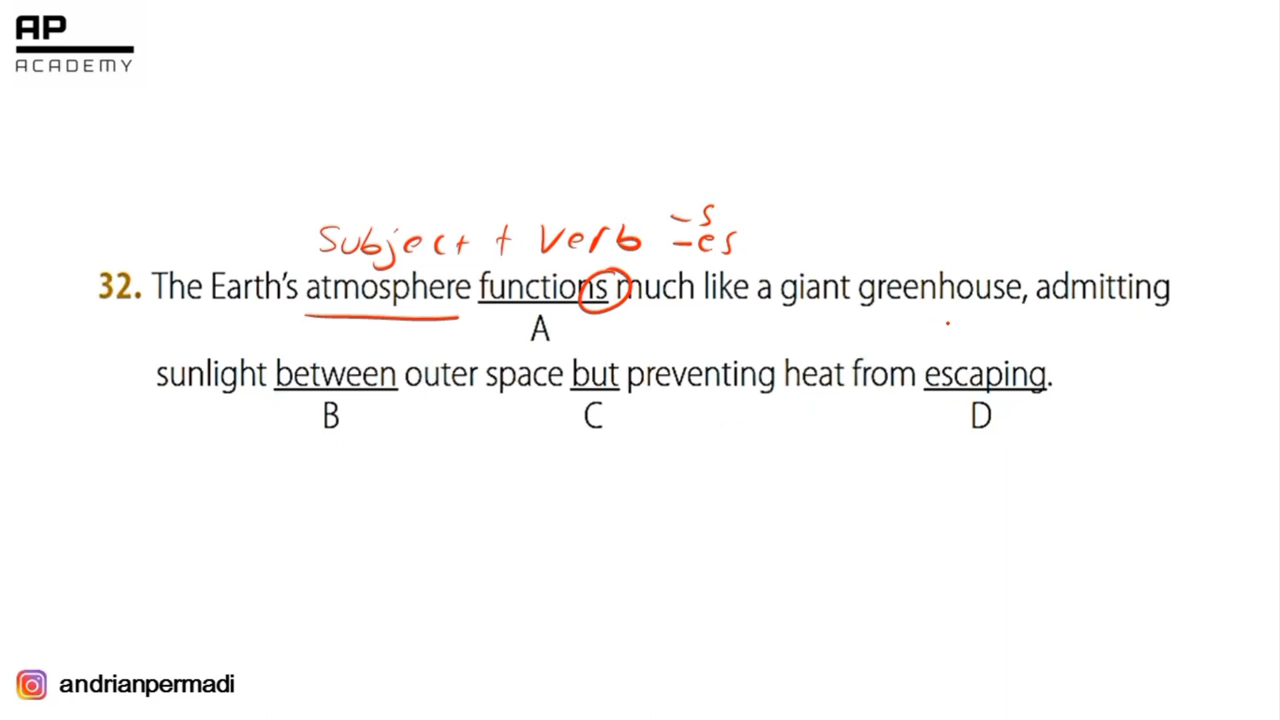 AP
ACADEMY
Subject + Verb -s
-es
32. The Earth's atmosphere functions much like a giant greenhouse, admitting
A
sunlight between outer space but preventing heat from escaping.
B C D
andrianpermadi